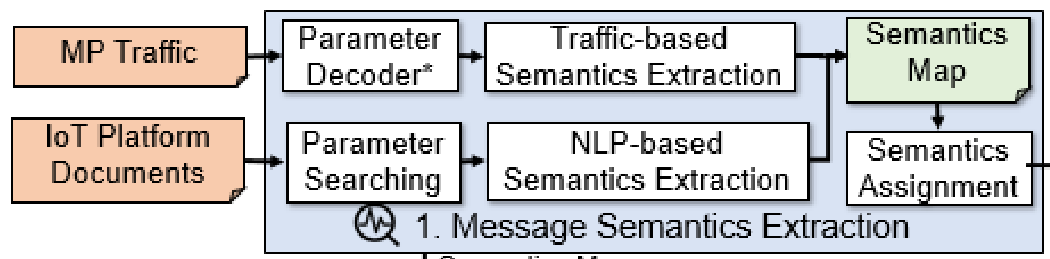 MP Traffic
Parameter
Decoder*
Traffic-based
Semantics Extraction
Semantics
Map
IoT Platform
Documents
Parameter
Searching
NLP-based
Semantics Extraction
Semantics
Assignment
1. Message Semantics Extraction